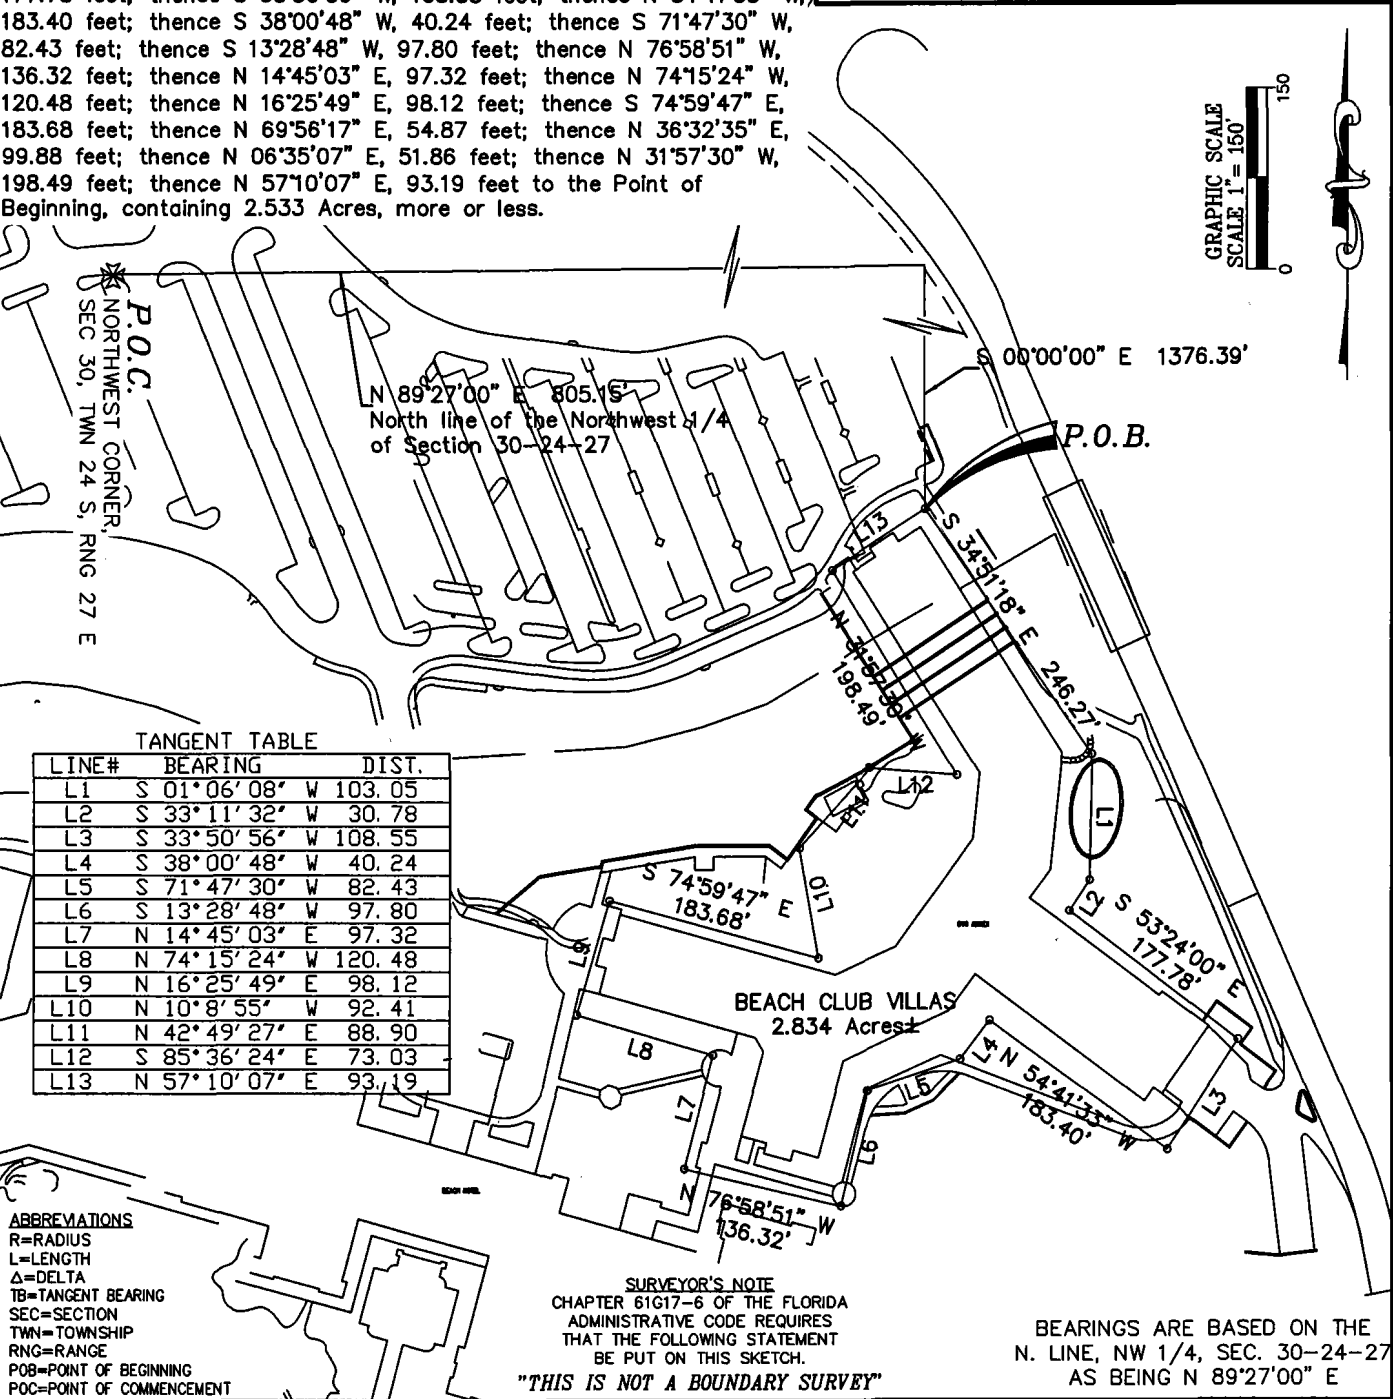 183.40 feet; thence S 38°00'48" W, 40.24 feet; thence S 71°47'30" W,
82.43 feet; thence S 13°28'48" W, 97.80 feet; thence N 76°58'51" W,
136.32 feet; thence N 14°45'03" E, 97.32 feet; thence N 74°15'24" W,
120.48 feet; thence N 16°25'49" E, 98.12 feet; thence S 74°59'47" E,
183.68 feet; thence N 69°56'17" E, 54.87 feet; thence N 36°32'35" E,
99.88 feet; thence N 06°35'07" E, 51.86 feet; thence N 31°57'30" W,
198.49 feet; thence N 57°10'07" E, 93.19 feet to the Point of
Beginning, containing 2.533 Acres, more or less.
GRAPHIC SCALE
SCALE 1"= 150'
0
150
P.O.C.
NORTHWEST CORNER,
SEC 30, TWN 24 S, RNG 27 E
N 89°27'00" E 805.15'
North line of the Northwest 1/4
of Section 30-24-27
S 00°00'00" E 1376.39'
P.O.B.
L13
S 34°51'18" E 246.27'
N 31°57'30" W
198.49'
L12
L1
L10
L2
S 74°59'47" E
183.68'
S 53°24'00" E
177.78'
L9
BEACH CLUB VILLAS
2.834 Acres±
L8
L4
N 54°41'33" W
183.40'
L5
L3
L7
L6
N 76°58'51" W
136.32'
BEACH HOTEL
TANGENT TABLE
LINE# BEARING DIST.
L1 S 01°06'08" W 103.05
L2 S 33°11'32" W 30.78
L3 S 33°50'56" W 108.55
L4 S 38°00'48" W 40.24
L5 S 71°47'30" W 82.43
L6 S 13°28'48" W 97.80
L7 N 14°45'03" E 97.32
L8 N 74°15'24" W 120.48
L9 N 16°25'49" E 98.12
L10 N 10°8'55" W 92.41
L11 N 42°49'27" E 88.90
L12 S 85°36'24" E 73.03
L13 N 57°10'07" E 93.19
ABBREVIATIONS
R=RADIUS
L=LENGTH
Δ=DELTA
TB=TANGENT BEARING
SEC=SECTION
TWN=TOWNSHIP
RNG=RANGE
POB=POINT OF BEGINNING
POC=POINT OF COMMENCEMENT
SURVEYOR'S NOTE
CHAPTER 61G17-6 OF THE FLORIDA
ADMINISTRATIVE CODE REQUIRES
THAT THE FOLLOWING STATEMENT
BE PUT ON THIS SKETCH.
"THIS IS NOT A BOUNDARY SURVEY"
BEARINGS ARE BASED ON THE
N. LINE, NW 1/4, SEC. 30-24-27
AS BEING N 89°27'00" E